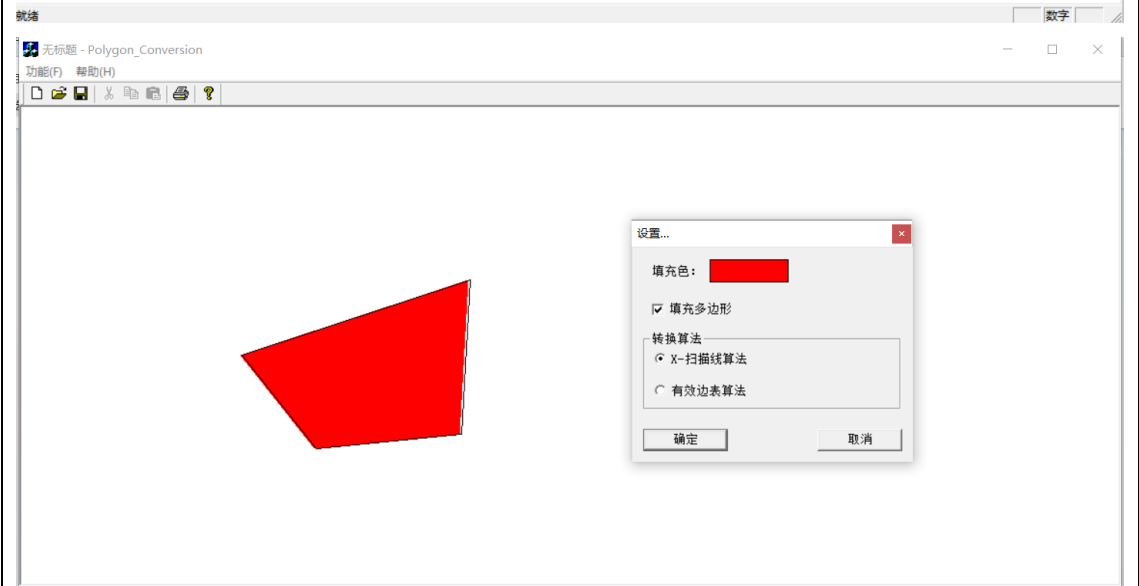 就绪
数字
无标题 - Polygon_Conversion
功能(F) 帮助(H)
设置...
填充色:
填充多边形
转换算法
X-扫描线算法
有效边表算法
确定
取消